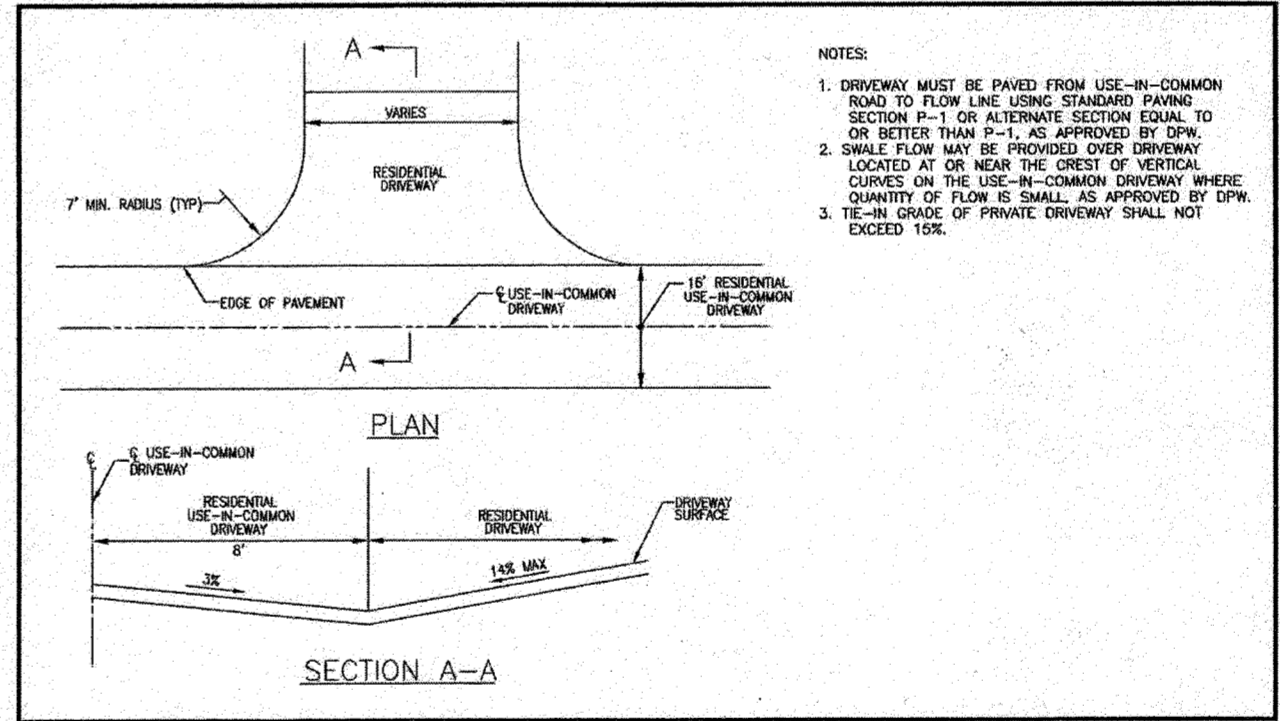 A
VARIES
RESIDENTIAL
DRIVEWAY
7' MIN. RADIUS (TYP)
EDGE OF PAVEMENT
℄ USE-IN-COMMON
DRIVEWAY
16' RESIDENTIAL
USE-IN-COMMON
DRIVEWAY
A
PLAN
NOTES:
1. DRIVEWAY MUST BE PAVED FROM USE-IN-COMMON
ROAD TO FLOW LINE USING STANDARD PAVING
SECTION P-1 OR ALTERNATE SECTION EQUAL TO
OR BETTER THAN P-1, AS APPROVED BY DPW.
2. SWALE FLOW MAY BE PROVIDED OVER DRIVEWAY
LOCATED AT OR NEAR THE CREST OF VERTICAL
CURVES ON THE USE-IN-COMMON DRIVEWAY WHERE
QUANTITY OF FLOW IS SMALL, AS APPROVED BY DPW.
3. TIE-IN GRADE OF PRIVATE DRIVEWAY SHALL NOT
EXCEED 15%.
℄
℄ USE-IN-COMMON
DRIVEWAY
RESIDENTIAL
USE-IN-COMMON
DRIVEWAY
8'
RESIDENTIAL
DRIVEWAY
DRIVEWAY
SURFACE
3%
14% MAX
SECTION A-A